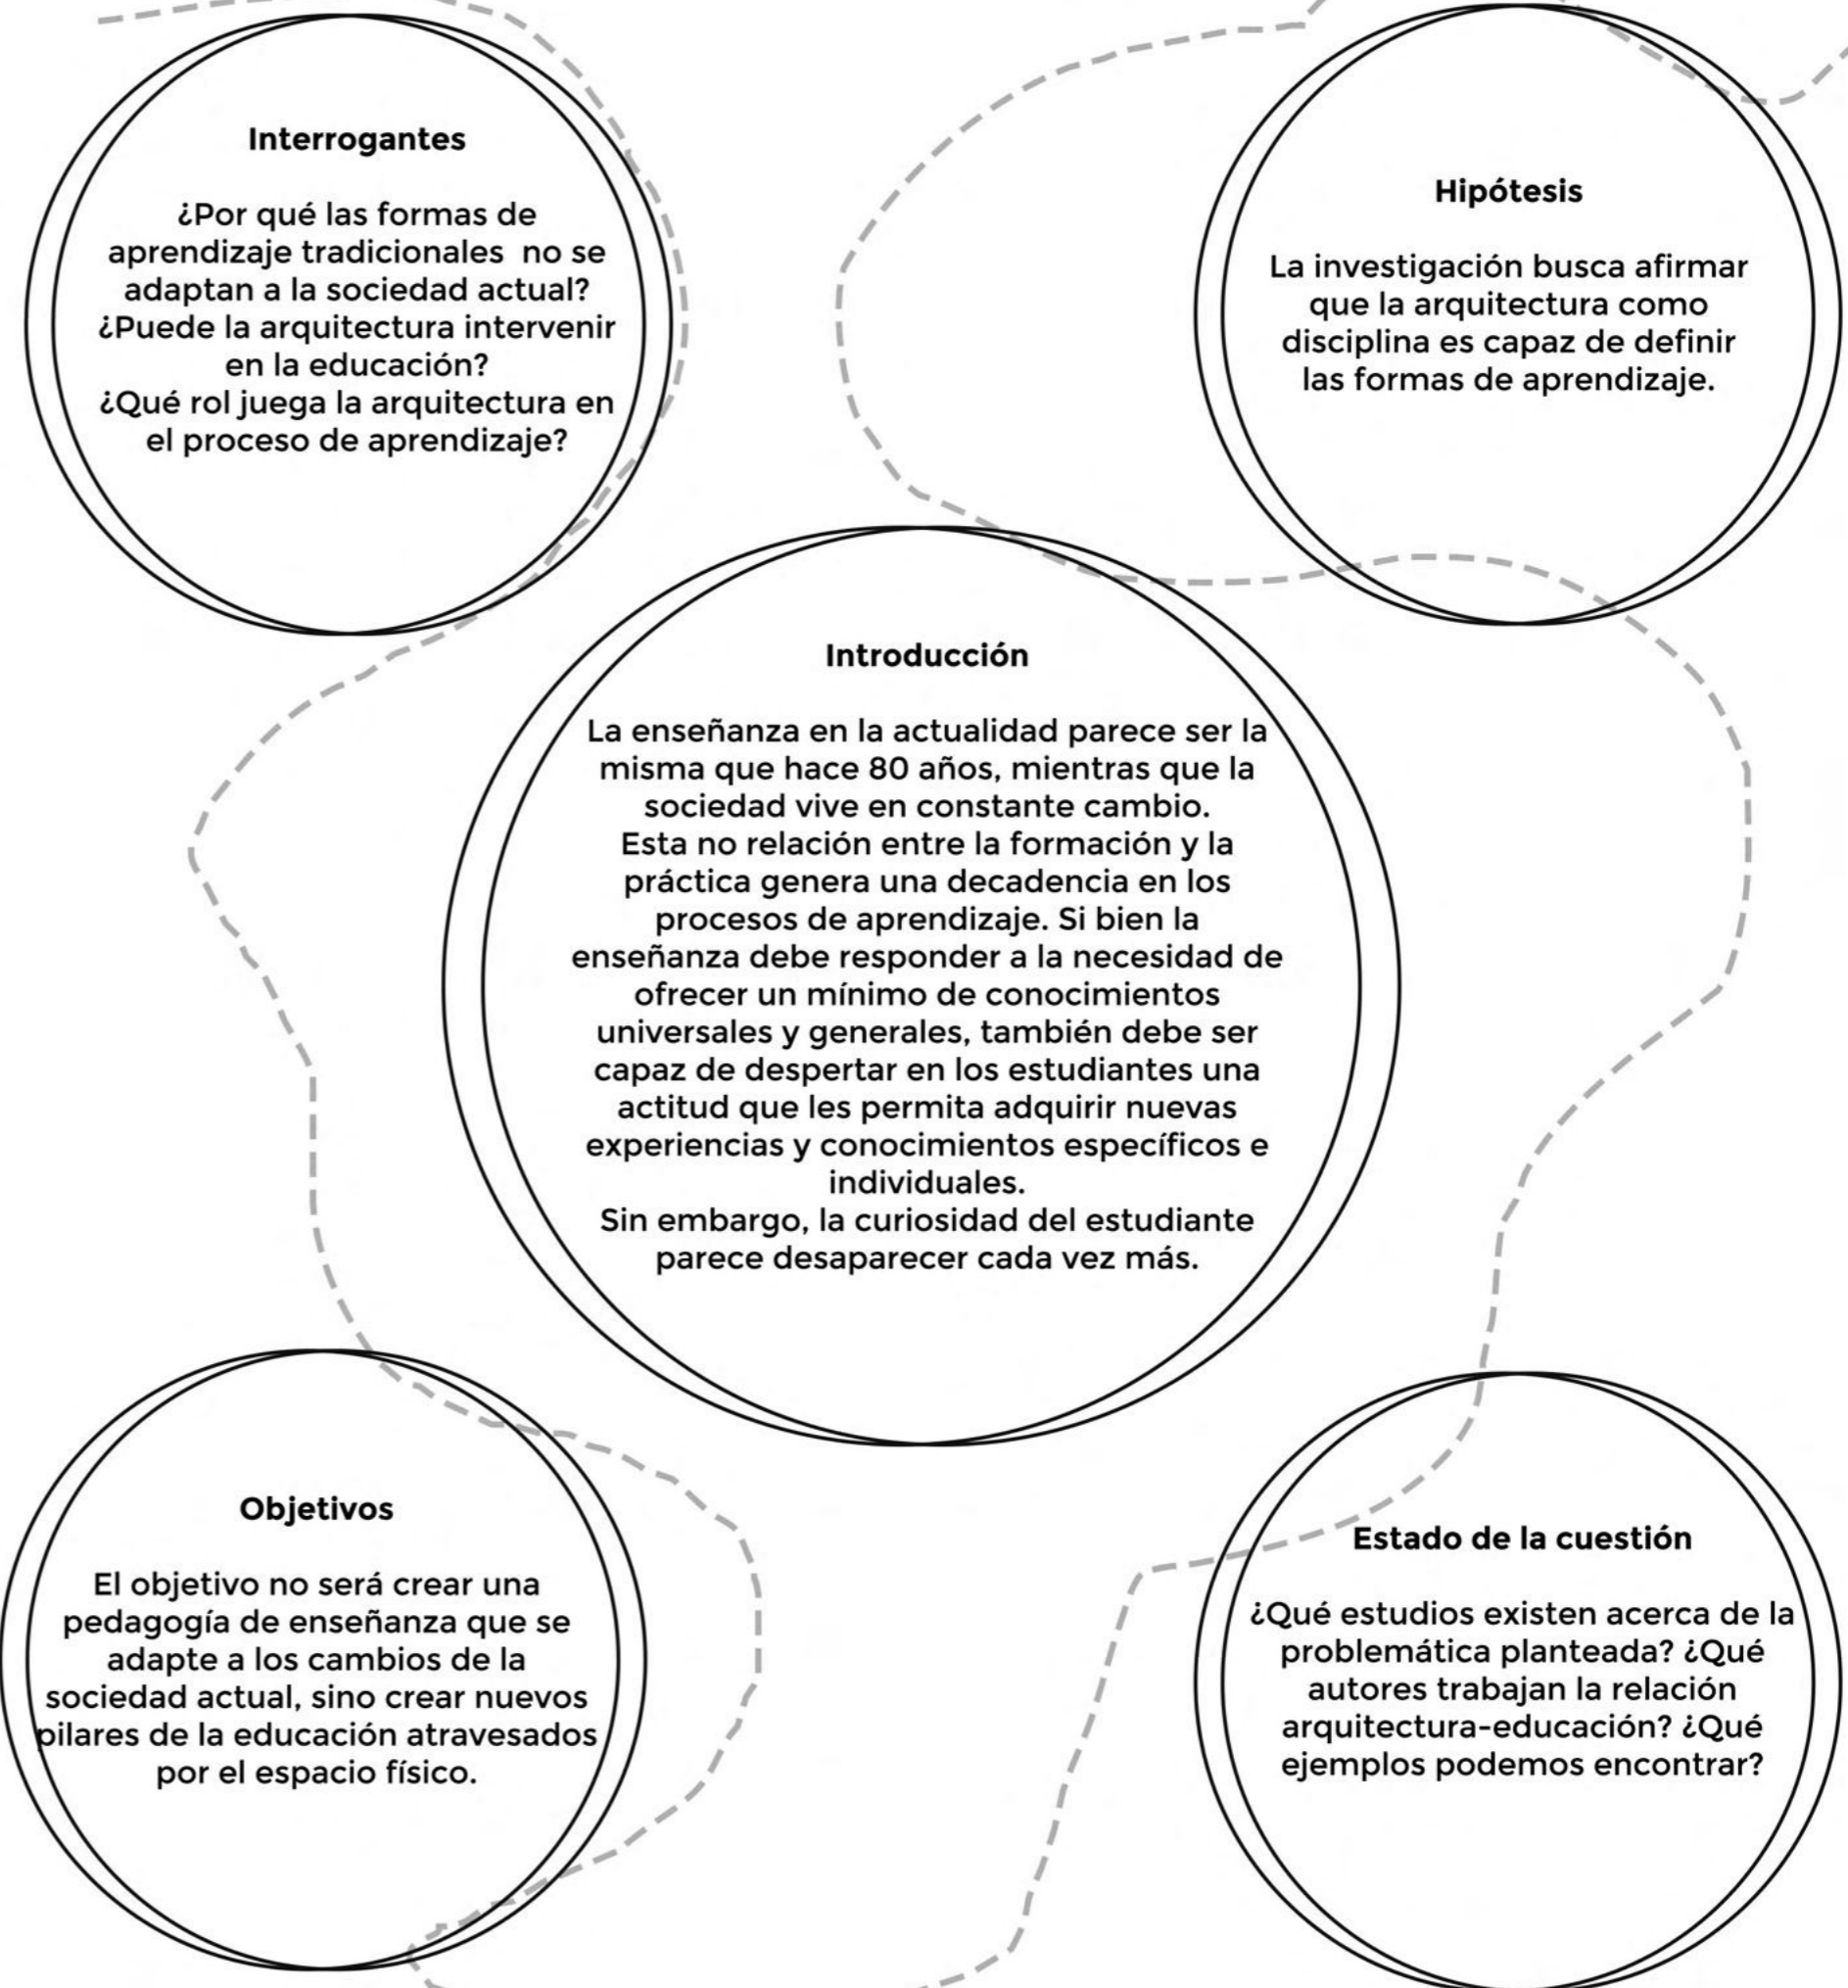 Interrogantes
¿Por qué las formas de
aprendizaje tradicionales  no se
adaptan a la sociedad actual?
¿Puede la arquitectura intervenir
en la educación?
¿Qué rol juega la arquitectura en
el proceso de aprendizaje?
Hipótesis
La investigación busca afirmar
que la arquitectura como
disciplina es capaz de definir
las formas de aprendizaje.
Introducción
La enseñanza en la actualidad parece ser la
misma que hace 80 años, mientras que la
sociedad vive en constante cambio.
Esta no relación entre la formación y la
práctica genera una decadencia en los
procesos de aprendizaje. Si bien la
enseñanza debe responder a la necesidad de
ofrecer un mínimo de conocimientos
universales y generales, también debe ser
capaz de despertar en los estudiantes una
actitud que les permita adquirir nuevas
experiencias y conocimientos específicos e
individuales.
Sin embargo, la curiosidad del estudiante
parece desaparecer cada vez más.
Objetivos
El objetivo no será crear una
pedagogía de enseñanza que se
adapte a los cambios de la
sociedad actual, sino crear nuevos
pilares de la educación atravesados
por el espacio físico.
Estado de la cuestión
¿Qué estudios existen acerca de la
problemática planteada? ¿Qué
autores trabajan la relación
arquitectura-educación? ¿Qué
ejemplos podemos encontrar?